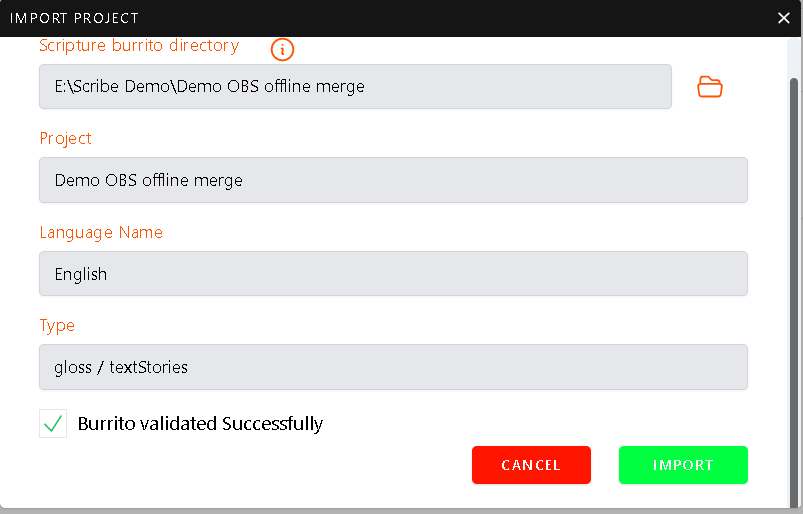 IMPORT PROJECT
Scripture burrito directory
E:\Scribe Demo\Demo OBS offline merge
Project
Demo OBS offline merge
Language Name
English
Type
gloss / textStories
Burrito validated Successfully
CANCEL
IMPORT